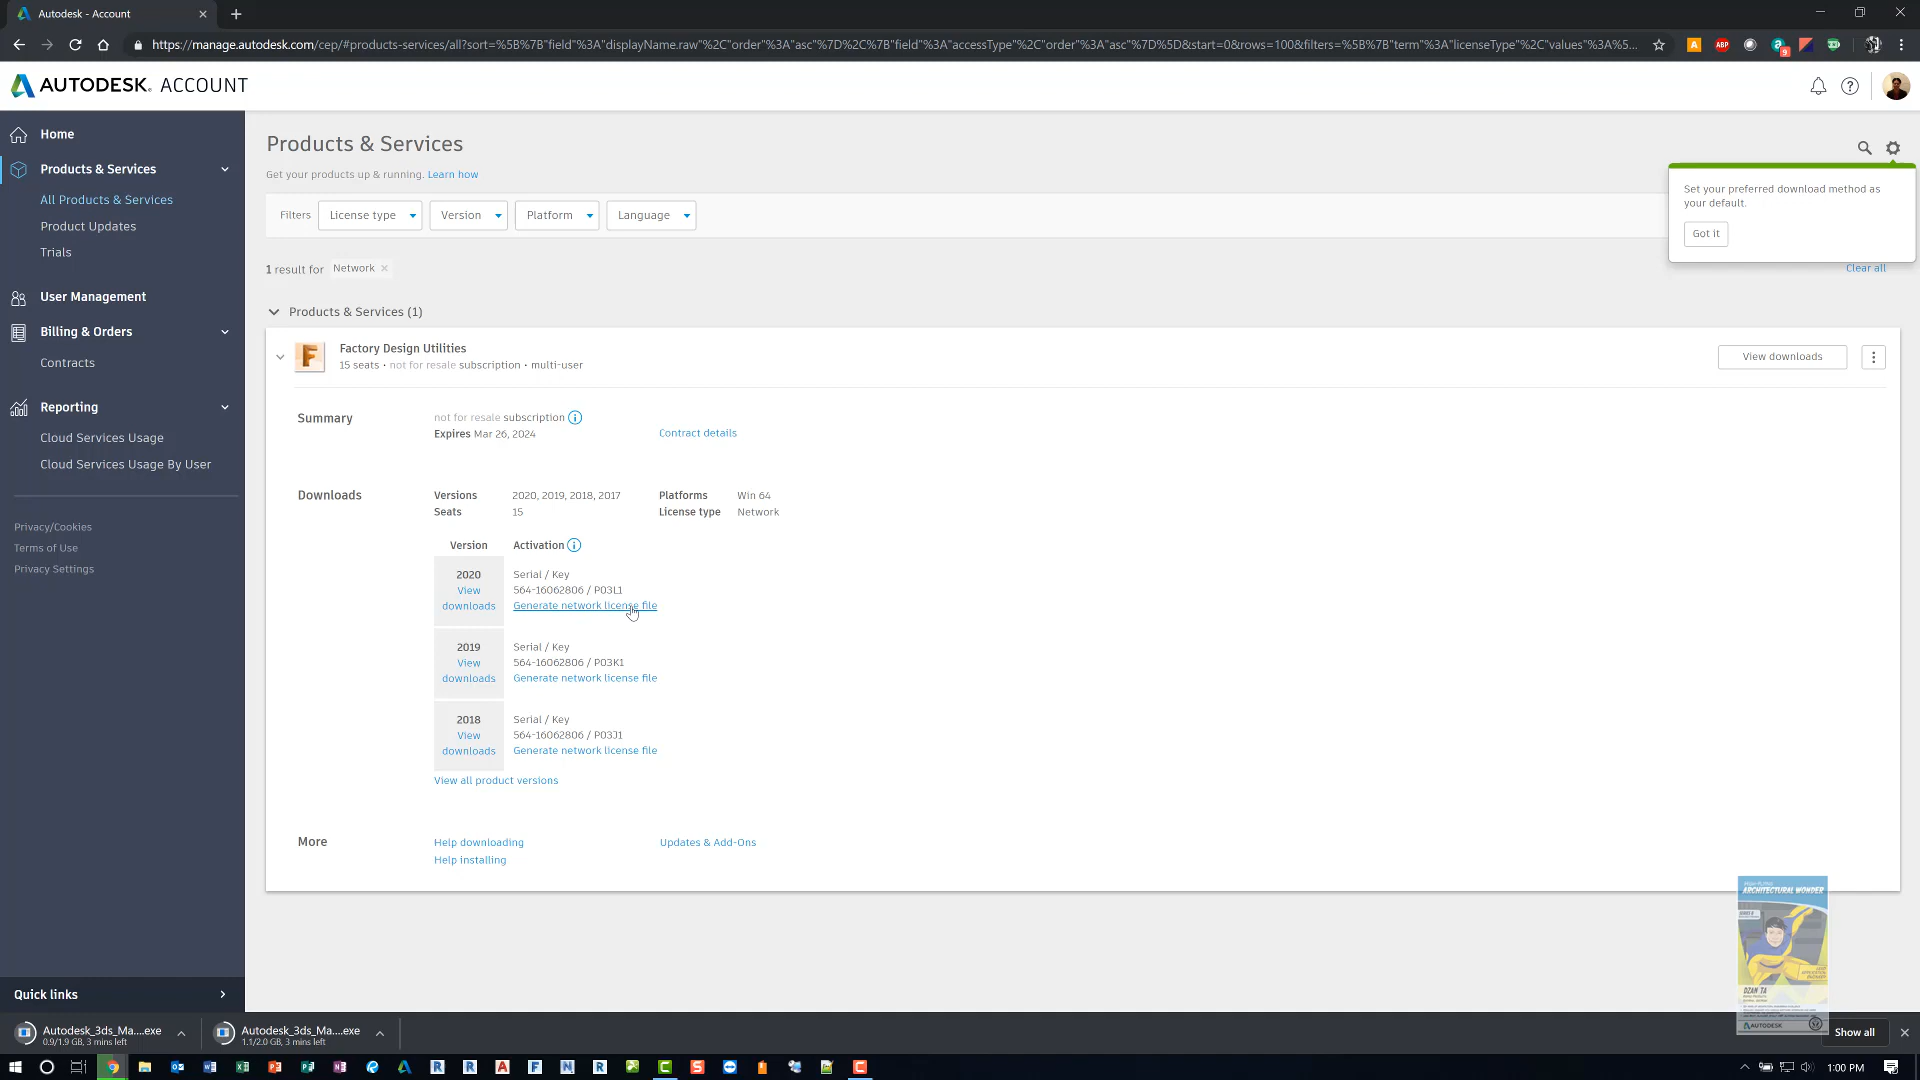 Autodesk - Account
https://manage.autodesk.com/cep/#products-services/all?sort=%5B%7B"field"%3A"displayName.raw"%2C"order"%3A"asc"%7D%2C%7B"field"%3A"accessType"%2C"order"%3A"asc"%7D%5D&start=0&rows=100&filters=%5B%7B"term"%3A"licenseType"%2C"values"%3A%5...
ABP
9
AUTODESK. ACCOUNT
Home
Products & Services
All Products & Services
Product Updates
Trials
User Management
Billing & Orders
Contracts
Reporting
Cloud Services Usage
Cloud Services Usage By User
Privacy/Cookies
Terms of Use
Privacy Settings
Quick links
Products & Services
Get your products up & running. Learn how
Set your preferred download method as
your default.
Got it
Filters License type Version Platform Language
1 result for Network
Clear all
Products & Services (1)
Factory Design Utilities
15 seats • not for resale subscription • multi-user
View downloads
Summary
not for resale subscription
Expires Mar 26, 2024
Contract details
Downloads
Versions 2020, 2019, 2018, 2017 Platforms Win 64
Seats 15 License type Network
Version Activation
2020 Serial / Key
View 564-16062806 / P03L1
downloads Generate network license file
2019 Serial / Key
View 564-16062806 / P03K1
downloads Generate network license file
2018 Serial / Key
View 564-16062806 / P03J1
downloads Generate network license file
View all product versions
More
Help downloading Updates & Add-Ons
Help installing
ARCHITECTURAL WONDER
DZAN TA
AUTODESK
Autodesk_3ds_Ma....exe
0.9/1.9 GB, 3 mins left
Autodesk_3ds_Ma....exe
1.1/2.0 GB, 3 mins left
Show all
1:00 PM